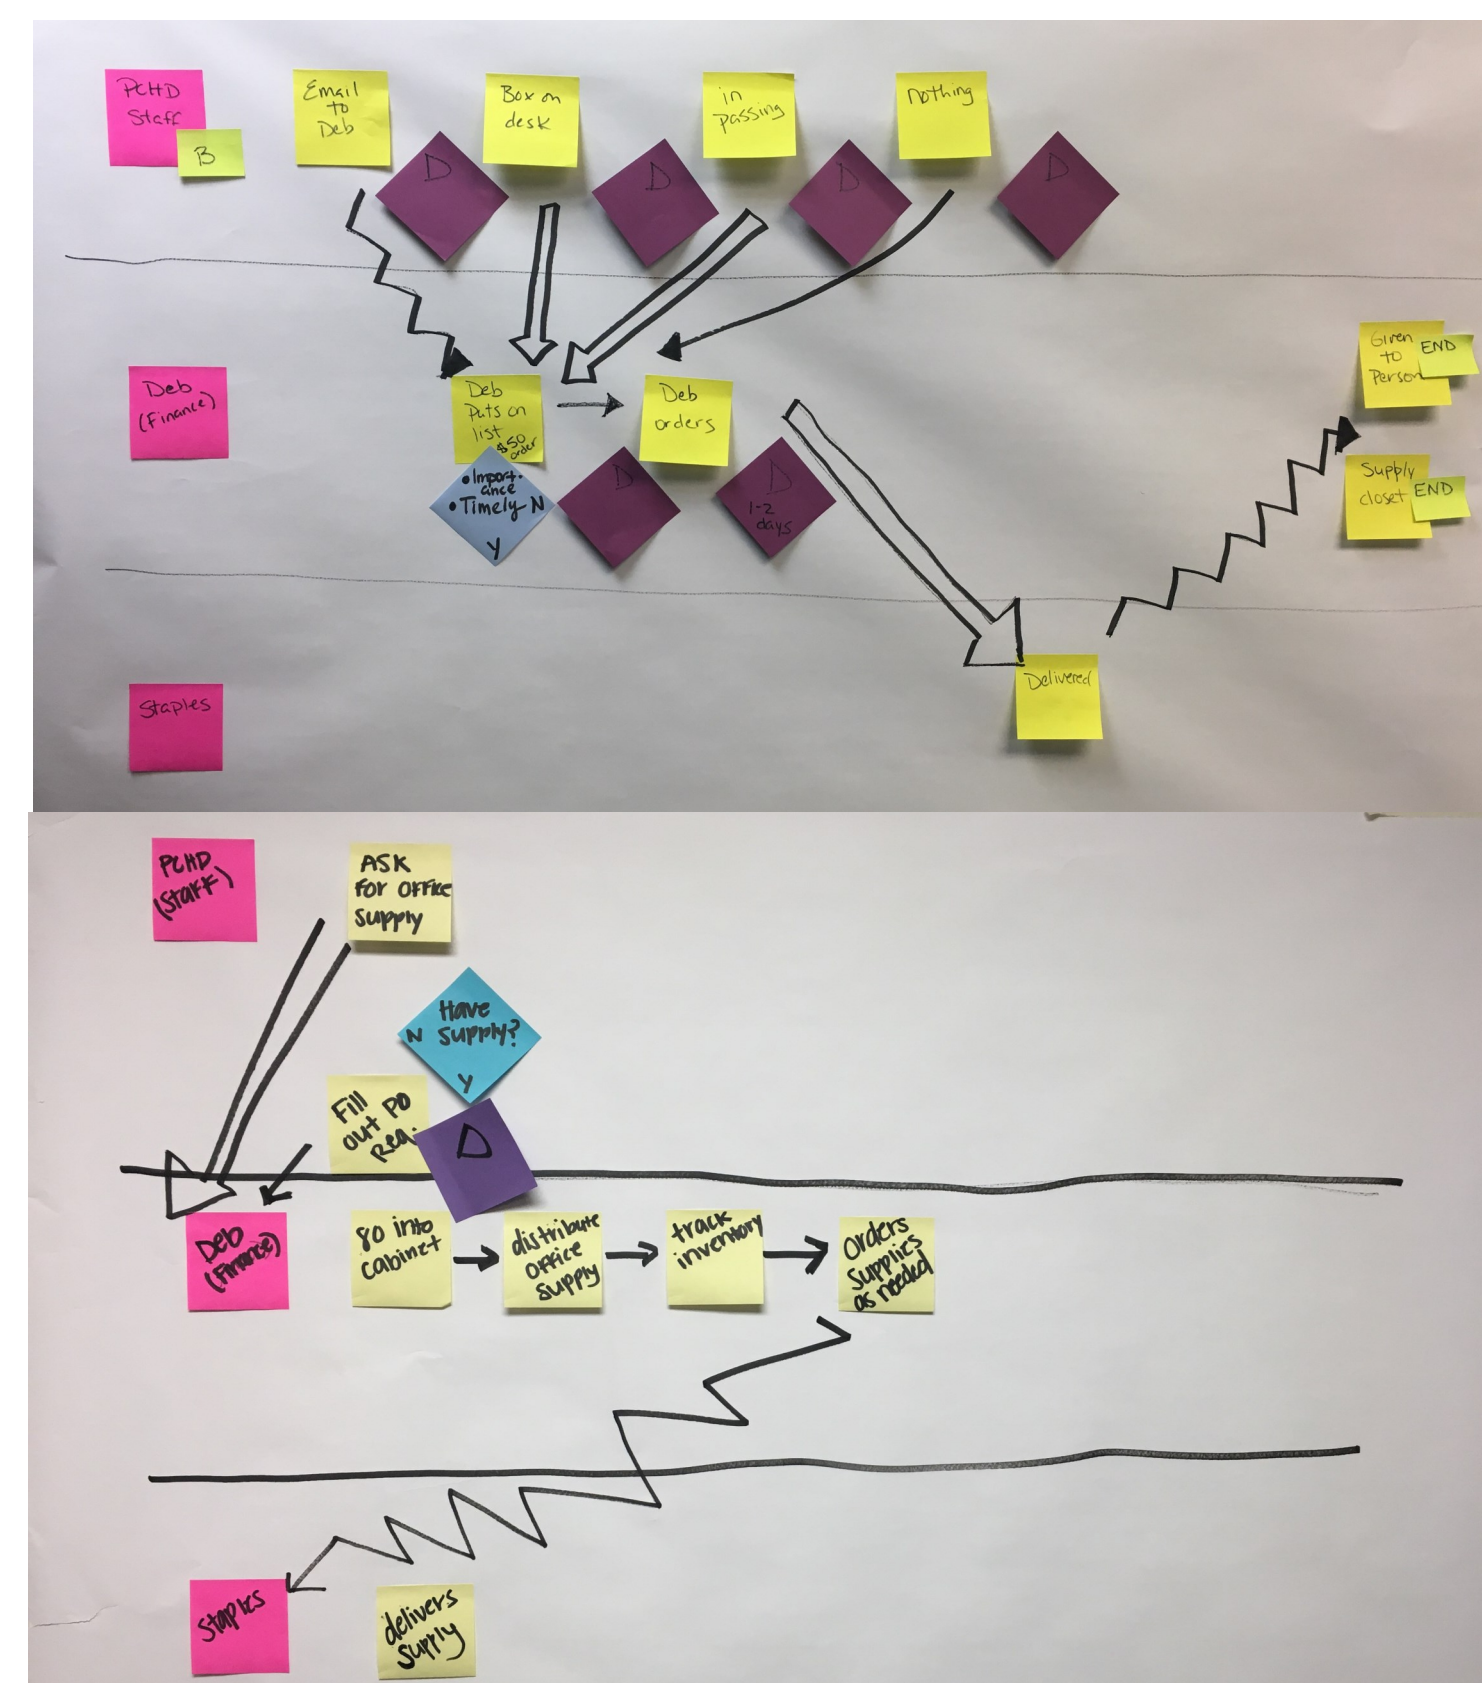 PCHD
Staff
B
Email
to
Deb
D
Box on
desk
D
in
passing
D
nothing
D
Deb
(Finance)
Deb
Puts on
list
$50
order
• Import-
ance
• Timely N
Y
D
Deb
orders
D
1-2
days
Given
to
Person
END
Supply
closet
END
Staples
Delivered
PCHD
(Staff)
ASK
For OFFice
Supply
Have
N Supply?
Y
Fill
out PO
Req.
D
Deb
(Finance)
go into
cabinet
distribute
office
supply
track
inventory
Orders
supplies
as needed
Staples
delivers
supply